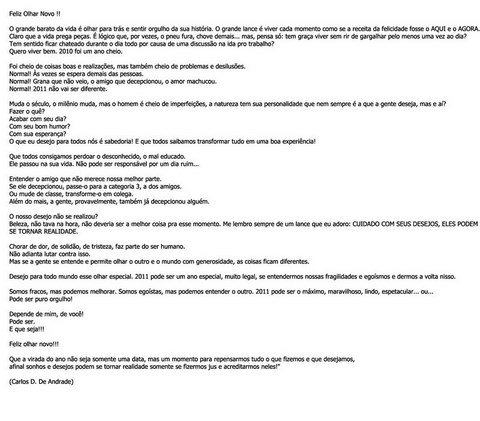 Feliz Olhar Novo !!
O grande barato da vida é olhar para trás e sentir orgulho da sua história. O grande lance é viver cada momento como se a receita da felicidade fosse o AQUI e o AGORA.
Claro que a vida prega peças. É lógico que, por vezes, o pneu fura, chove demais... mas, pensa só: tem graça viver sem rir de gargalhar pelo menos uma vez ao dia?
Tem sentido ficar chateado durante o dia todo por causa de uma discussão na ida pro trabalho?
Quero viver bem. 2010 foi um ano cheio.
Foi cheio de coisas boas e realizações, mas também cheio de problemas e desilusões.
Normal! Às vezes se espera demais das pessoas.
Normal! Grana que não veio, o amigo que decepcionou, o amor machucou.
Normal! 2011 não vai ser diferente.
Muda o século, o milênio muda, mas o homem é cheio de imperfeições, a natureza tem sua personalidade que nem sempre é a que a gente deseja, mas e aí?
Fazer o quê?
Acabar com seu dia?
Com seu bom humor?
Com sua esperança?
O que eu desejo para todos nós é sabedoria! E que todos saibamos transformar tudo em uma boa experiência!
Que todos consigamos perdoar o desconhecido, o mal educado.
Ele passou na sua vida. Não pode ser responsável por um dia ruim...
Entender o amigo que não merece nossa melhor parte.
Se ele decepcionou, passe-o para a categoria 3, a dos amigos.
Ou mude de classe, transforme-o em colega.
Além do mais, a gente, provavelmente, também já decepcionou alguém.
O nosso desejo não se realizou?
Beleza, não tava na hora, não deveria ser a melhor coisa pra esse momento. Me lembro sempre de um lance que eu adoro: CUIDADO COM SEUS DESEJOS, ELES PODEM
SE TORNAR REALIDADE.
Chorar de dor, de solidão, de tristeza, faz parte do ser humano.
Não adianta lutar contra isso.
Mas se a gente se entende e permite olhar o outro e o mundo com generosidade, as coisas ficam diferentes.
Desejo para todo mundo esse olhar especial. 2011 pode ser um ano especial, muito legal, se entendermos nossas fragilidades e egoísmos e dermos a volta nisso.
Somos fracos, mas podemos melhorar. Somos egoístas, mas podemos entender o outro. 2011 pode ser o máximo, maravilhoso, lindo, espetacular... ou...
Pode ser puro orgulho!
Depende de mim, de você!
Pode ser.
E que seja!!!
Feliz olhar novo!!!
Que a virada do ano não seja somente uma data, mas um momento para repensarmos tudo o que fizemos e que desejamos,
afinal sonhos e desejos podem se tornar realidade somente se fizermos jus e acreditarmos neles!"
(Carlos D. De Andrade)